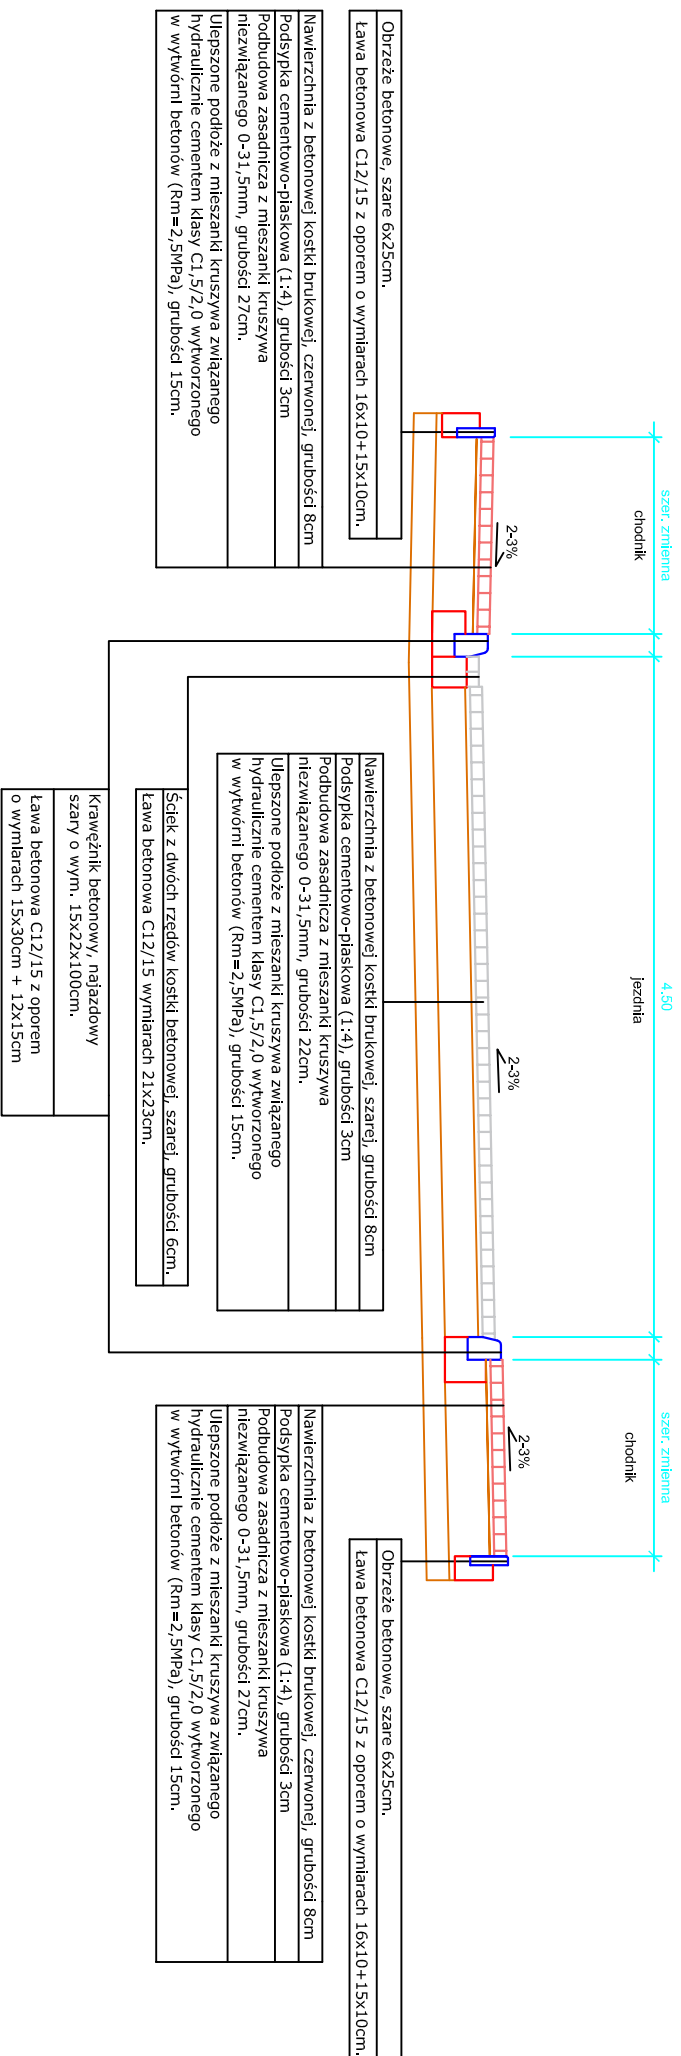 szer. zmienna
4.50
szer. zmienna
chodnik
jezdnia
chodnik
2-3%
2-3%
2-3%
Obrzeże betonowe, szare 6x25cm.
Ława betonowa C12/15 z oporem o wymiarach 16x10+15x10cm.
Nawierzchnia z betonowej kostki brukowej, czerwonej, grubości 8cm
Podsypka cementowo-piaskowa (1:4), grubości 3cm
Podbudowa zasadnicza z mieszanki kruszywa
niezwiązanego 0-31,5mm, grubości 27cm.
Ulepszone podłoże z mieszanki kruszywa związanego
hydraulicznie cementem klasy C1,5/2,0 wytworzonego
w wytwórni betonów (Rm=2,5MPa), grubości 15cm.
Nawierzchnia z betonowej kostki brukowej, szarej, grubości 8cm
Podsypka cementowo-piaskowa (1:4), grubości 3cm
Podbudowa zasadnicza z mieszanki kruszywa
niezwiązanego 0-31,5mm, grubości 22cm.
Ulepszone podłoże z mieszanki kruszywa związanego
hydraulicznie cementem klasy C1,5/2,0 wytworzonego
w wytwórni betonów (Rm=2,5MPa), grubości 15cm.
Ściek z dwóch rzędów kostki betonowej, szarej, grubości 6cm.
Ława betonowa C12/15 wymiarach 21x23cm.
Krawężnik betonowy, najazdowy
szary o wym. 15x22x100cm.
Ława betonowa C12/15 z oporem
o wymiarach 15x30cm + 12x15cm
Obrzeże betonowe, szare 6x25cm.
Ława betonowa C12/15 z oporem o wymiarach 16x10+15x10cm.
Nawierzchnia z betonowej kostki brukowej, czerwonej, grubości 8cm
Podsypka cementowo-piaskowa (1:4), grubości 3cm
Podbudowa zasadnicza z mieszanki kruszywa
niezwiązanego 0-31,5mm, grubości 27cm.
Ulepszone podłoże z mieszanki kruszywa związanego
hydraulicznie cementem klasy C1,5/2,0 wytworzonego
w wytwórni betonów (Rm=2,5MPa), grubości 15cm.